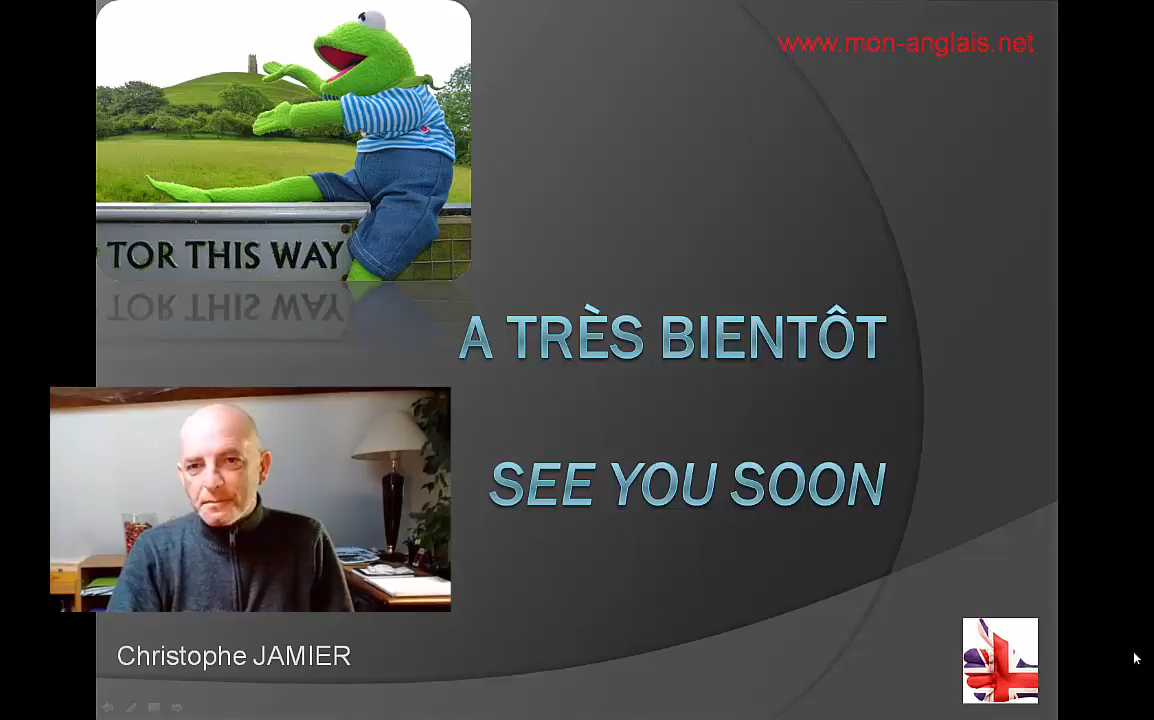 www.mon-anglais.net
TOR THIS WAY
A TRÈS BIENTÔT
SEE YOU SOON
Christophe JAMIER